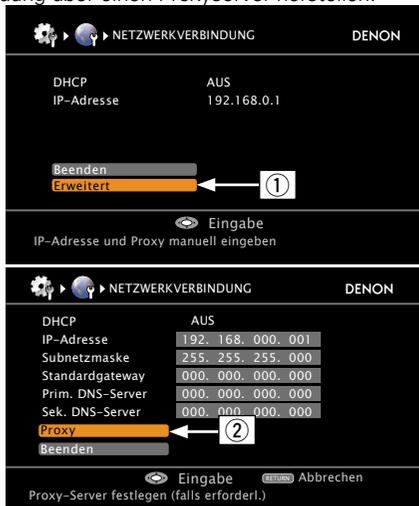 dung über einen Proxyserver herstellen.
NETZWERKVERBINDUNG DENON
DHCP AUS
IP-Adresse 192.168.0.1
Beenden
Erweitert
1
Eingabe
IP-Adresse und Proxy manuell eingeben
NETZWERKVERBINDUNG DENON
DHCP AUS
IP-Adresse 192. 168. 000. 001
Subnetzmaske 255. 255. 255. 000
Standardgateway 000. 000. 000. 000
Prim. DNS-Server 000. 000. 000. 000
Sek. DNS-Server 000. 000. 000. 000
Proxy
2
Beenden
Eingabe RETURN Abbrechen
Proxy-Server festlegen (falls erforderl.)